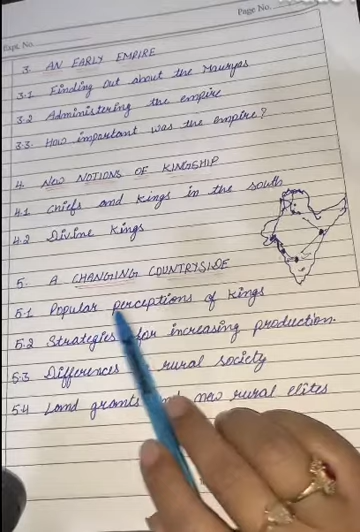 Page No.
Expt. No.
3. AN EARLY EMPIRE
3.1 Finding out about the Mauryas
3.2 Administering the empire
3.3. How important was the empire?
4. NEW NOTIONS OF KINGSHIP
4.1 Chiefs and Kings in the south
4.2 Divine Kings
5. A CHANGING COUNTRYSIDE
5.1 Popular perceptions of Kings
5.2 Strategies for increasing production.
5.3 Differences rural society
5.4 Land grants and new rural elites